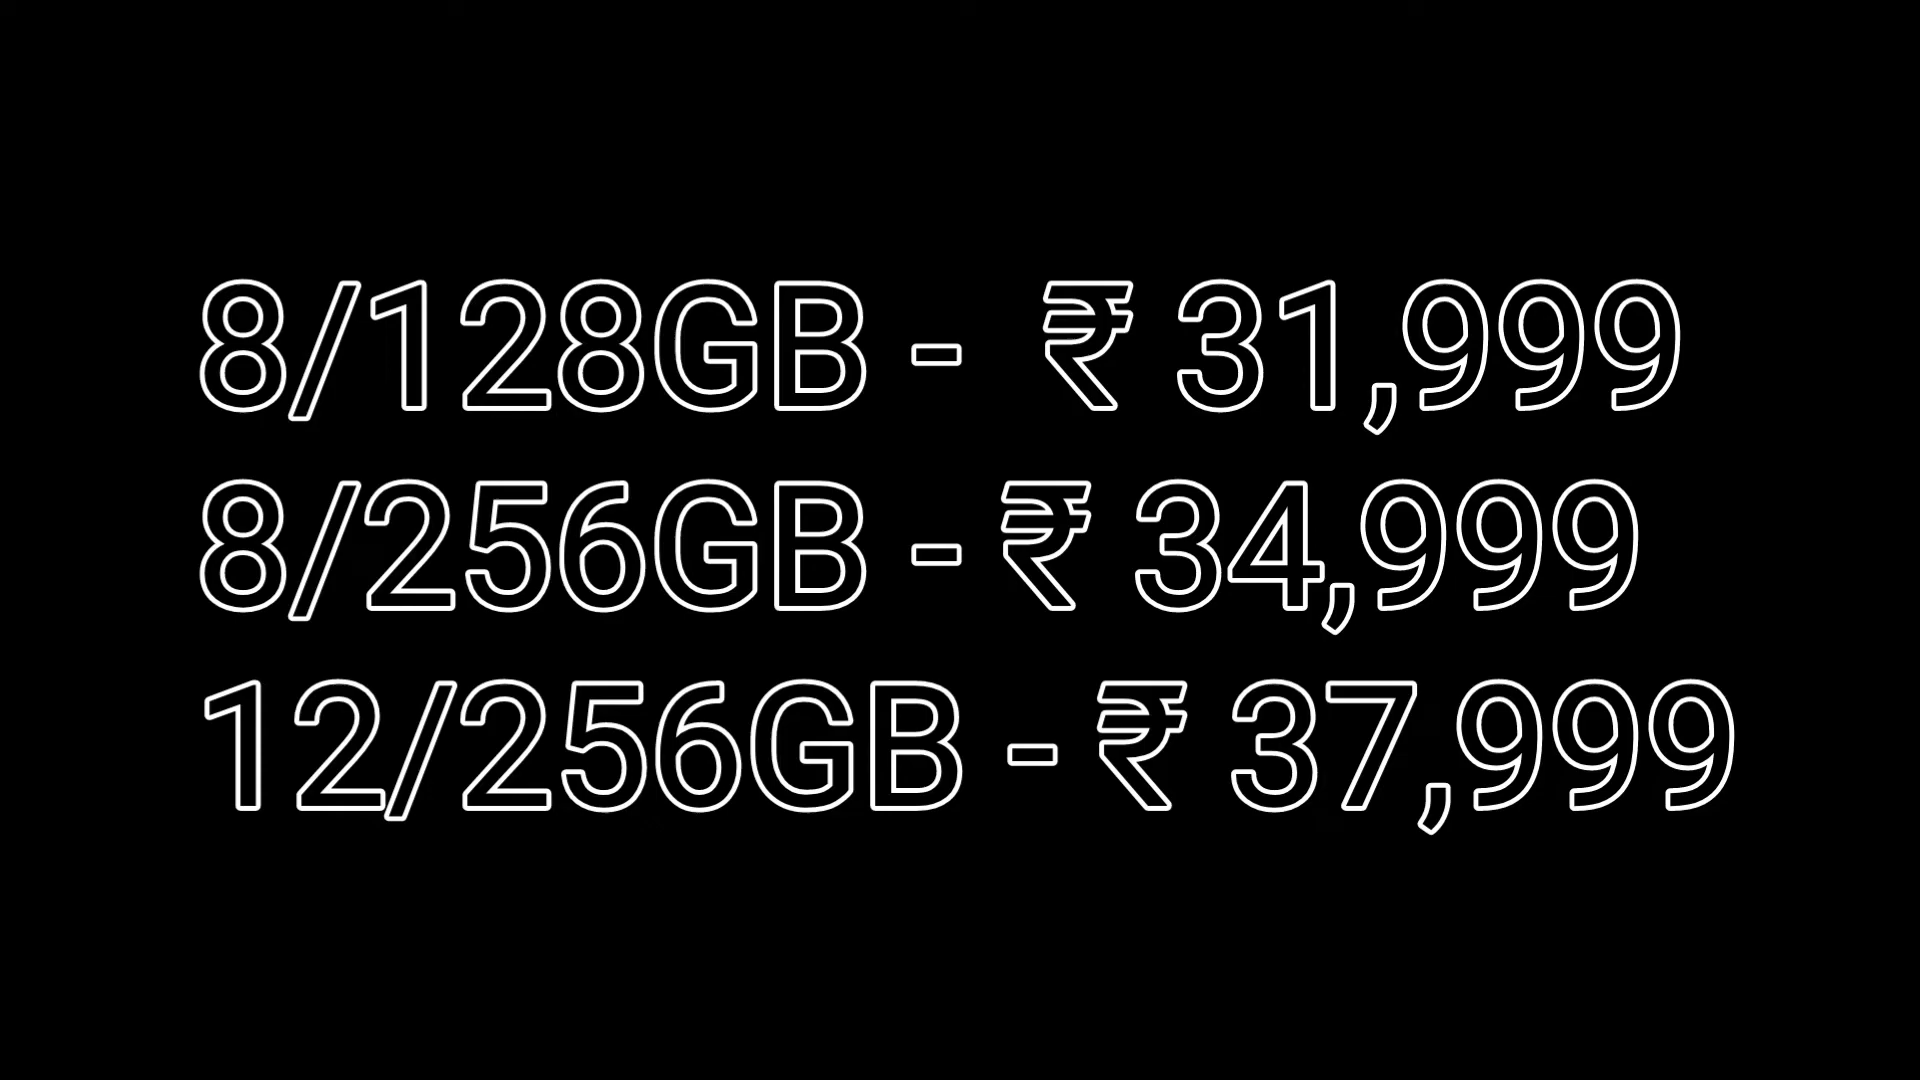 8/128GB - ₹ 31,999
8/256GB - ₹ 34,999
12/256GB - ₹ 37,999